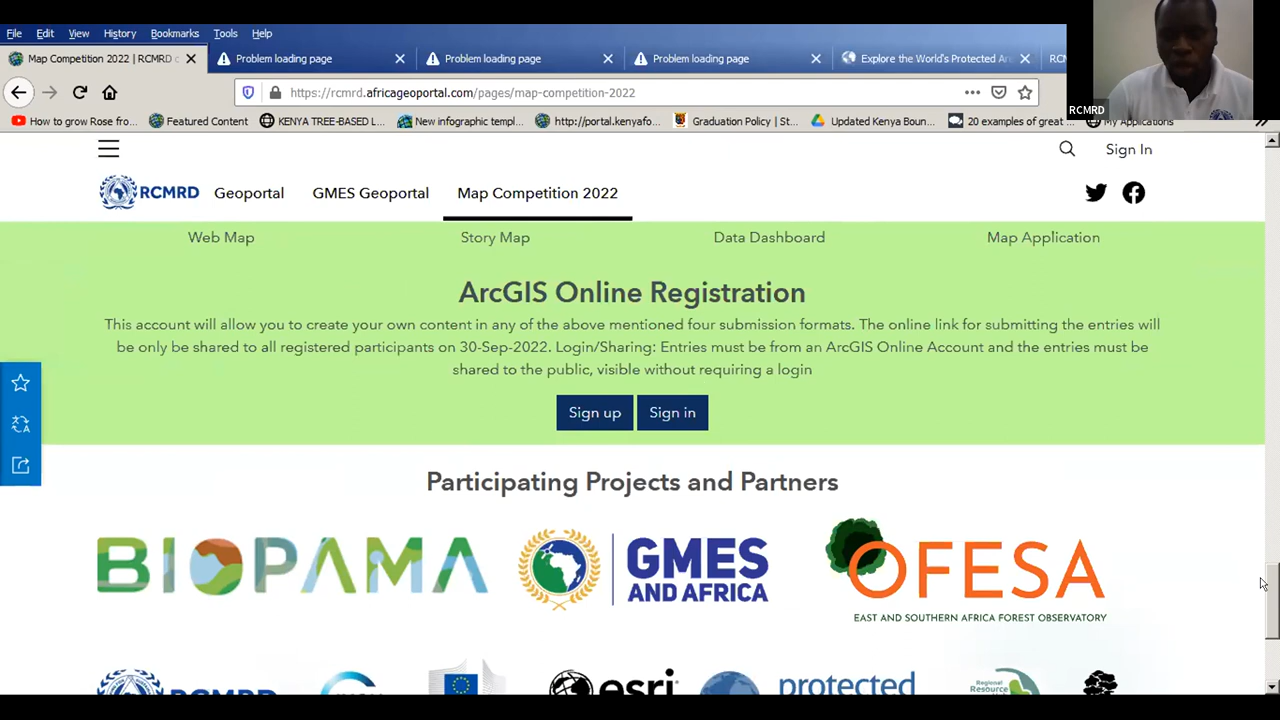 File Edit View History Bookmarks Tools Help
Map Competition 2022 | RCMRD
Problem loading page
Problem loading page
Problem loading page
Explore the World's Protected
RCMRD
https://rcmrd.africageoportal.com/pages/map-competition-2022
How to grow Rose fro... Featured Content KENYA TREE-BASED L... New infographic templ... http://portal.kenyafo... Graduation Policy | St... Updated Kenya Boun... 20 examples of great ... My Applications
Sign In
RCMRD Geoportal GMES Geoportal Map Competition 2022
Web Map Story Map Data Dashboard Map Application
ArcGIS Online Registration
This account will allow you to create your own content in any of the above mentioned four submission formats. The online link for submitting the entries will
be only be shared to all registered participants on 30-Sep-2022. Login/Sharing: Entries must be from an ArcGIS Online Account and the entries must be
shared to the public, visible without requiring a login
Sign up Sign in
Participating Projects and Partners
BIOPAMA
GMES
AND AFRICA
OFESA
EAST AND SOUTHERN AFRICA FOREST OBSERVATORY
RCMRD
esri
protected
Regional
Resource